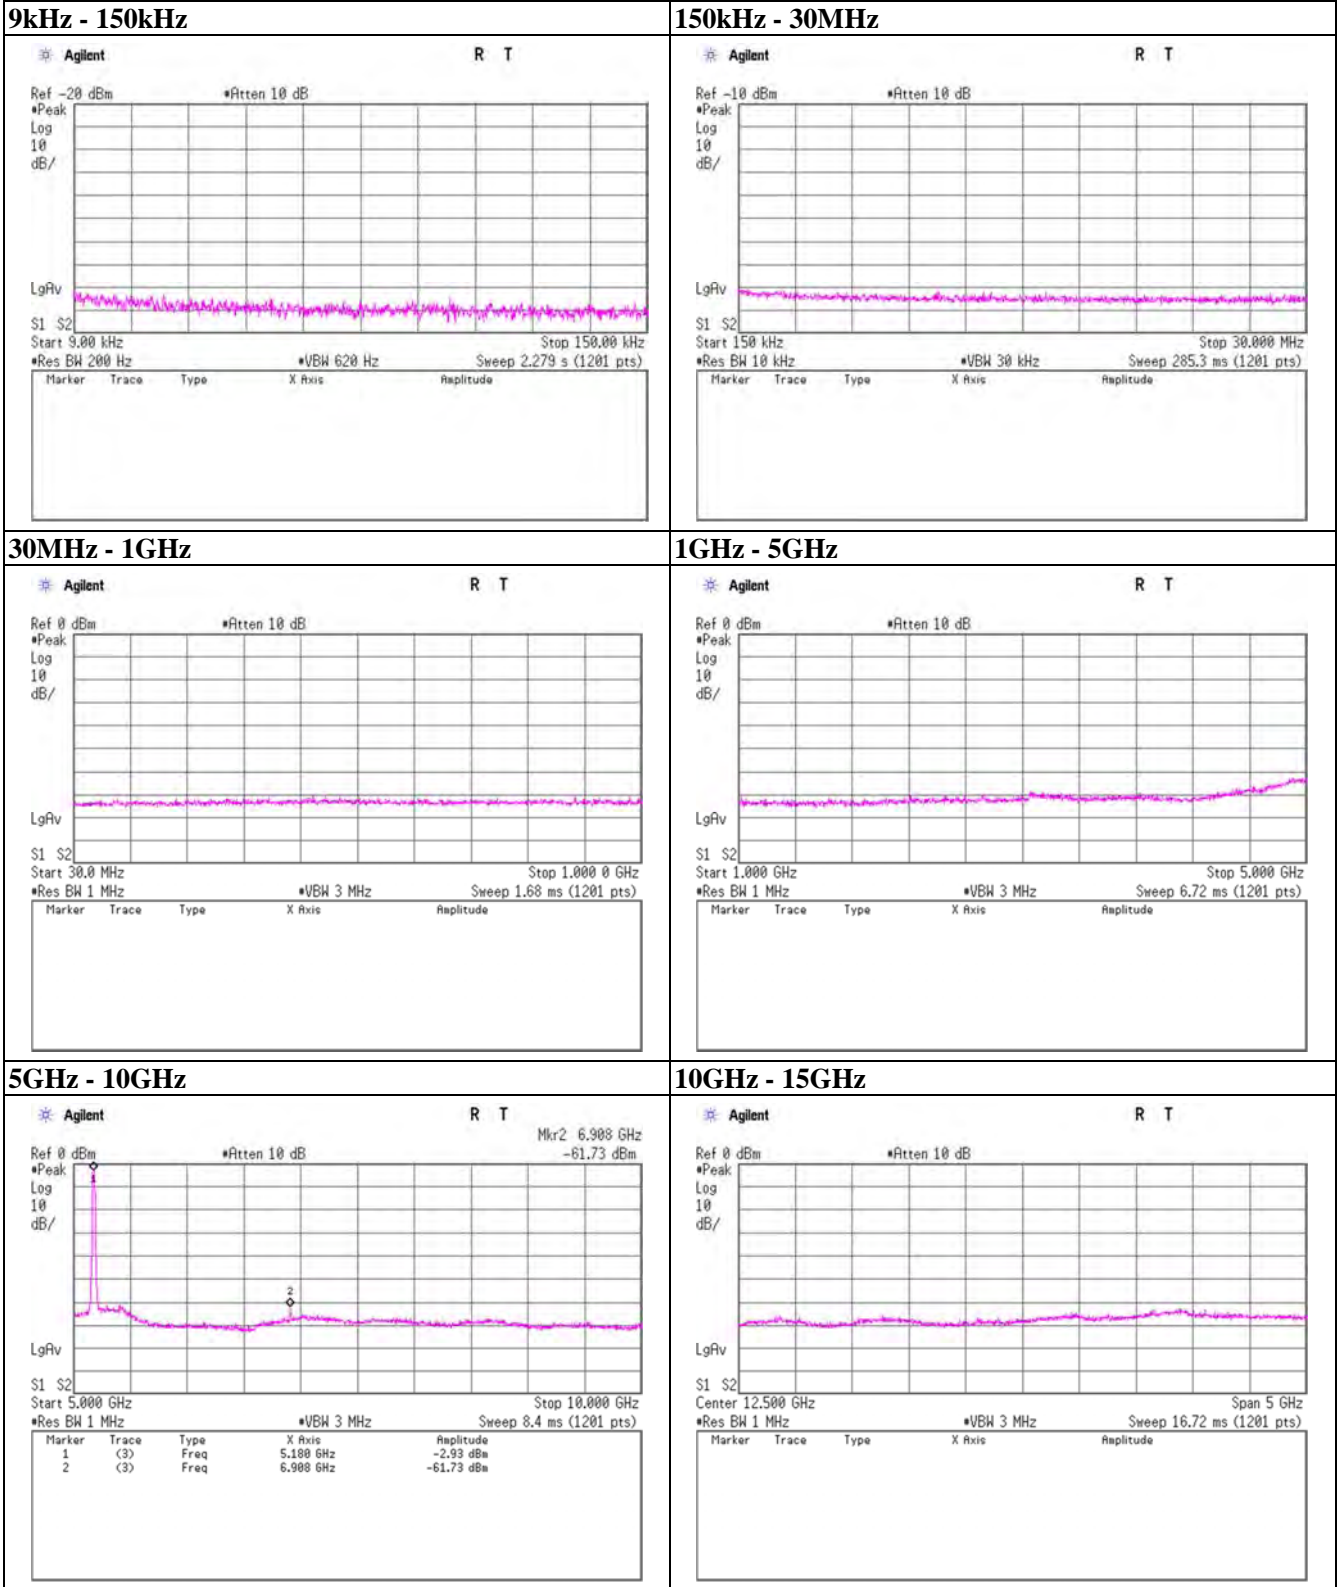 9kHz - 150kHz
Agilent R T
Ref -20 dBm #Atten 10 dB
#Peak
Log
10
dB/
LgAv
S1 S2
Start 9.00 kHz Stop 150.00 kHz
#Res BW 200 Hz #VBW 620 Hz Sweep 2.279 s (1201 pts)
Marker Trace Type X Axis Amplitude
150kHz - 30MHz
Agilent R T
Ref -10 dBm #Atten 10 dB
#Peak
Log
10
dB/
LgAv
S1 S2
Start 150 kHz Stop 30.000 MHz
#Res BW 10 kHz #VBW 30 kHz Sweep 285.3 ms (1201 pts)
Marker Trace Type X Axis Amplitude
30MHz - 1GHz
Agilent R T
Ref 0 dBm #Atten 10 dB
#Peak
Log
10
dB/
LgAv
S1 S2
Start 30.0 MHz Stop 1.000 0 GHz
#Res BW 1 MHz #VBW 3 MHz Sweep 1.68 ms (1201 pts)
Marker Trace Type X Axis Amplitude
1GHz - 5GHz
Agilent R T
Ref 0 dBm #Atten 10 dB
#Peak
Log
10
dB/
LgAv
S1 S2
Start 1.000 GHz Stop 5.000 GHz
#Res BW 1 MHz #VBW 3 MHz Sweep 6.72 ms (1201 pts)
Marker Trace Type X Axis Amplitude
5GHz - 10GHz
Agilent R T
Mkr2 6.908 GHz
Ref 0 dBm #Atten 10 dB -61.73 dBm
#Peak
1
Log
10
dB/
2
LgAv
S1 S2
Start 5.000 GHz Stop 10.000 GHz
#Res BW 1 MHz #VBW 3 MHz Sweep 8.4 ms (1201 pts)
Marker Trace Type X Axis Amplitude
1 (3) Freq 5.180 GHz -2.93 dBm
2 (3) Freq 6.908 GHz -61.73 dBm
10GHz - 15GHz
Agilent R T
Ref 0 dBm #Atten 10 dB
#Peak
Log
10
dB/
LgAv
S1 S2
Center 12.500 GHz Span 5 GHz
#Res BW 1 MHz #VBW 3 MHz Sweep 16.72 ms (1201 pts)
Marker Trace Type X Axis Amplitude